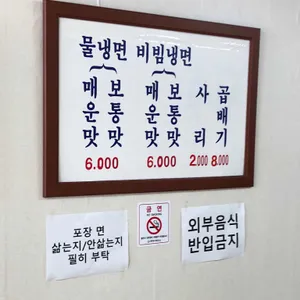 물냉면 비빔냉면
매운맛 보통맛 매운맛 보통맛 사리 곱배기
6.000 6.000 2.000 8.000
포장 면
삶는지/안삶는지
필히 부탁
금연
외부음식
반입금지